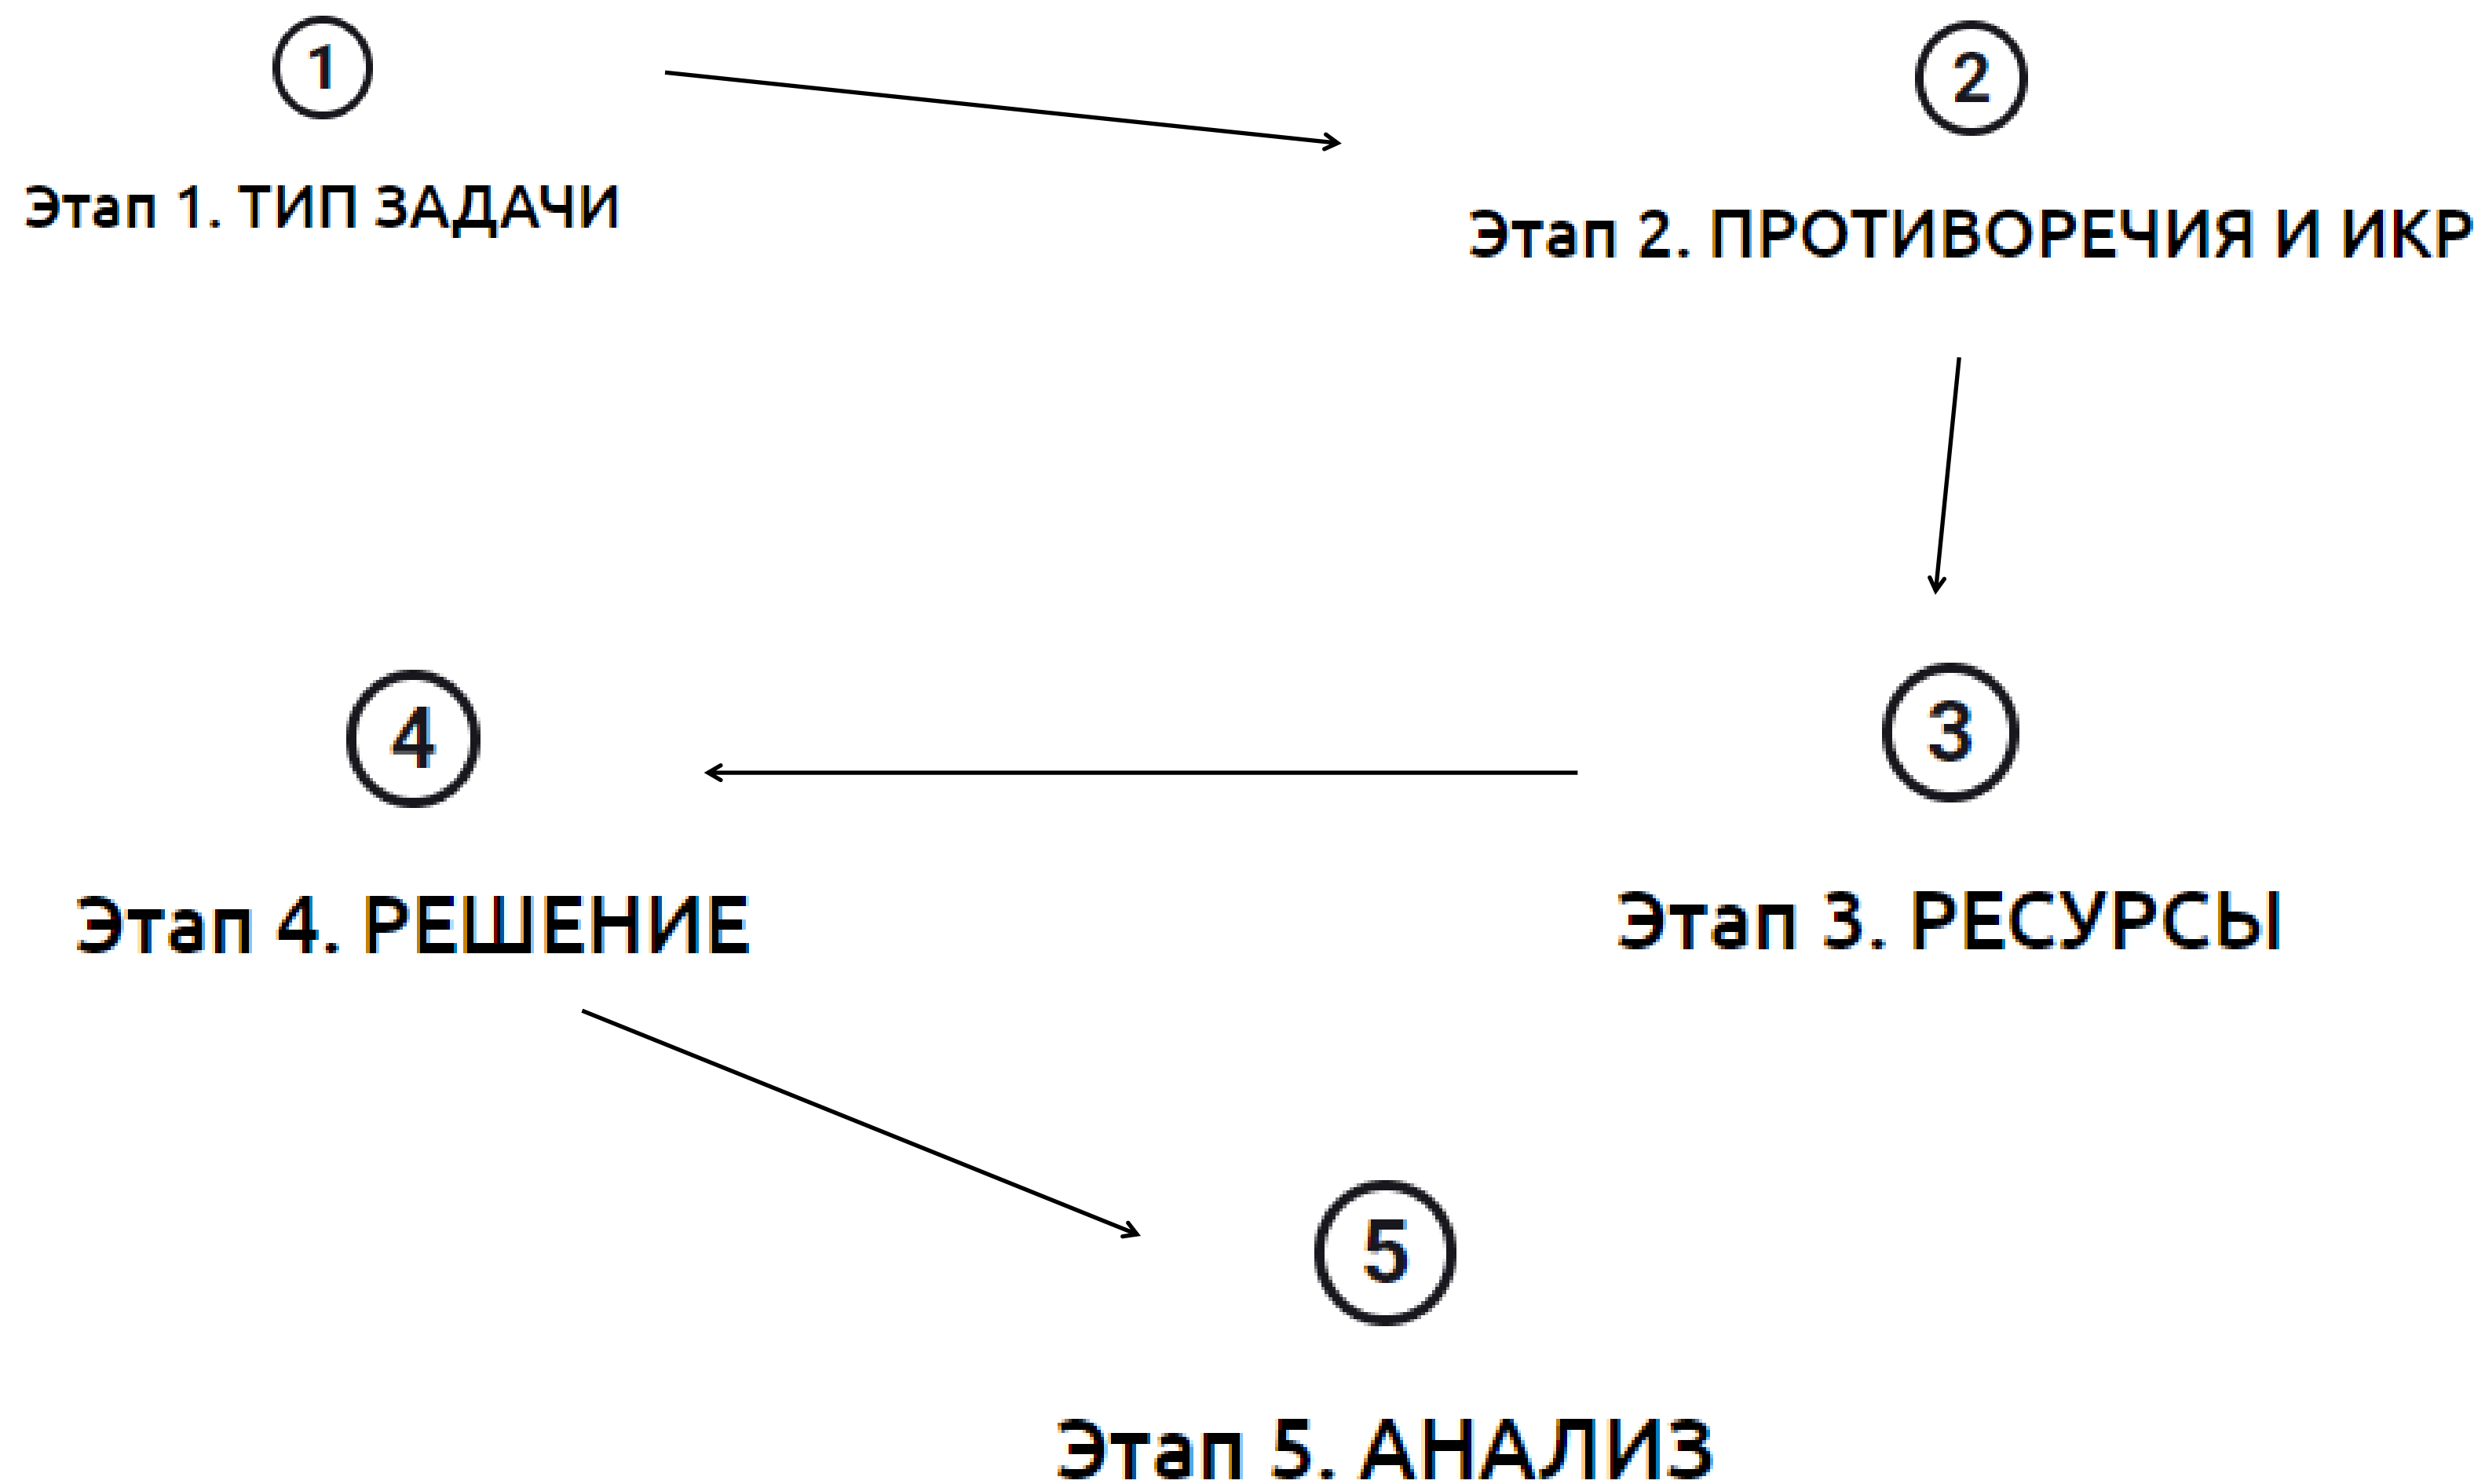 1
Этап 1. ТИП ЗАДАЧИ
2
Этап 2. ПРОТИВОРЕЧИЯ И ИКР
3
Этап 3. РЕСУРСЫ
4
Этап 4. РЕШЕНИЕ
5
Этап 5. АНАЛИЗ